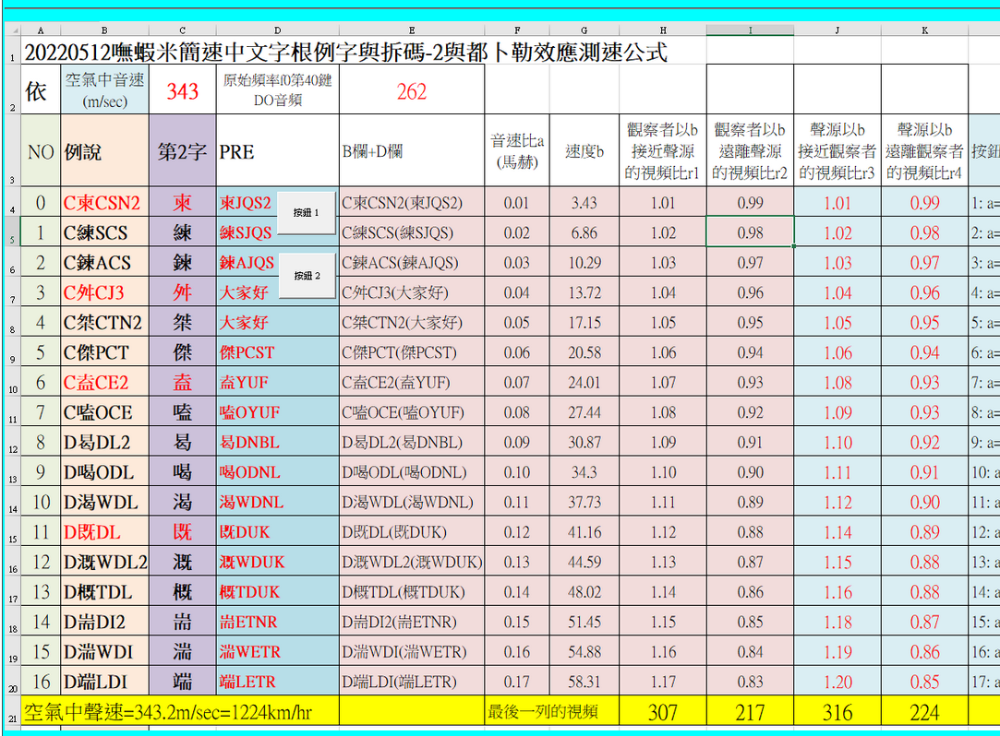 A B C D E F G H I J K
1 20220512嘸蝦米簡速中文字根例字與拆碼-2與都卜勒效應測速公式
2 依 空氣中音速(m/sec) 343 原始頻率f0第40鍵DO音頻 262
3 NO 例說 第2字 PRE B欄+D欄 音速比a(馬赫) 速度b 觀察者以b接近聲源的視頻比r1 觀察者以b遠離聲源的視頻比r2 聲源以b接近觀察者的視頻比r3 聲源以b遠離觀察者的視頻比r4 按鈕
4 0 C柬CSN2 柬 柬JQS2 按鈕 1 C柬CSN2(柬JQS2) 0.01 3.43 1.01 0.99 1.01 0.99 1: a=
5 1 C練SCS 練 練SJQS C練SCS(練SJQS) 0.02 6.86 1.02 0.98 1.02 0.98 2: a=
6 2 C鍊ACS 鍊 鍊AJQS 按鈕 2 C鍊ACS(鍊AJQS) 0.03 10.29 1.03 0.97 1.03 0.97 3: a=
7 3 C舛CJ3 舛 大家好 C舛CJ3(大家好) 0.04 13.72 1.04 0.96 1.04 0.96 4: a=
8 4 C桀CTN2 桀 大家好 C桀CTN2(大家好) 0.05 17.15 1.05 0.95 1.05 0.95 5: a=
9 5 C傑PCT 傑 傑PCST C傑PCT(傑PCST) 0.06 20.58 1.06 0.94 1.06 0.94 6: a=
10 6 C盍CE2 盍 盍YUF C盍CE2(盍YUF) 0.07 24.01 1.07 0.93 1.08 0.93 7: a=
11 7 C嗑OCE 嗑 嗑OYUF C嗑OCE(嗑OYUF) 0.08 27.44 1.08 0.92 1.09 0.93 8: a=
12 8 D曷DL2 曷 曷DNBL D曷DL2(曷DNBL) 0.09 30.87 1.09 0.91 1.10 0.92 9: a=
13 9 D喝ODL 喝 喝ODNL D喝ODL(喝ODNL) 0.10 34.3 1.10 0.90 1.11 0.91 10: a
14 10 D渴WDL 渴 渴WDNL D渴WDL(渴WDNL) 0.11 37.73 1.11 0.89 1.12 0.90 11: a
15 11 D既DL 既 既DUK D既DL(既DUK) 0.12 41.16 1.12 0.88 1.14 0.89 12: a
16 12 D溉WDL2 溉 溉WDUK D溉WDL2(溉WDUK) 0.13 44.59 1.13 0.87 1.15 0.88 13: a
17 13 D概TDL 概 概TDUK D概TDL(概TDUK) 0.14 48.02 1.14 0.86 1.16 0.88 14: a
18 14 D耑DI2 耑 耑ETNR D耑DI2(耑ETNR) 0.15 51.45 1.15 0.85 1.18 0.87 15: a
19 15 D湍WDI 湍 湍WETR D湍WDI(湍WETR) 0.16 54.88 1.16 0.84 1.19 0.86 16: a
20 16 D端LDI 端 端LETR D端LDI(端LETR) 0.17 58.31 1.17 0.83 1.20 0.85 17: a
21 空氣中聲速=343.2m/sec=1224km/hr 最後一列的視頻 307 217 316 224